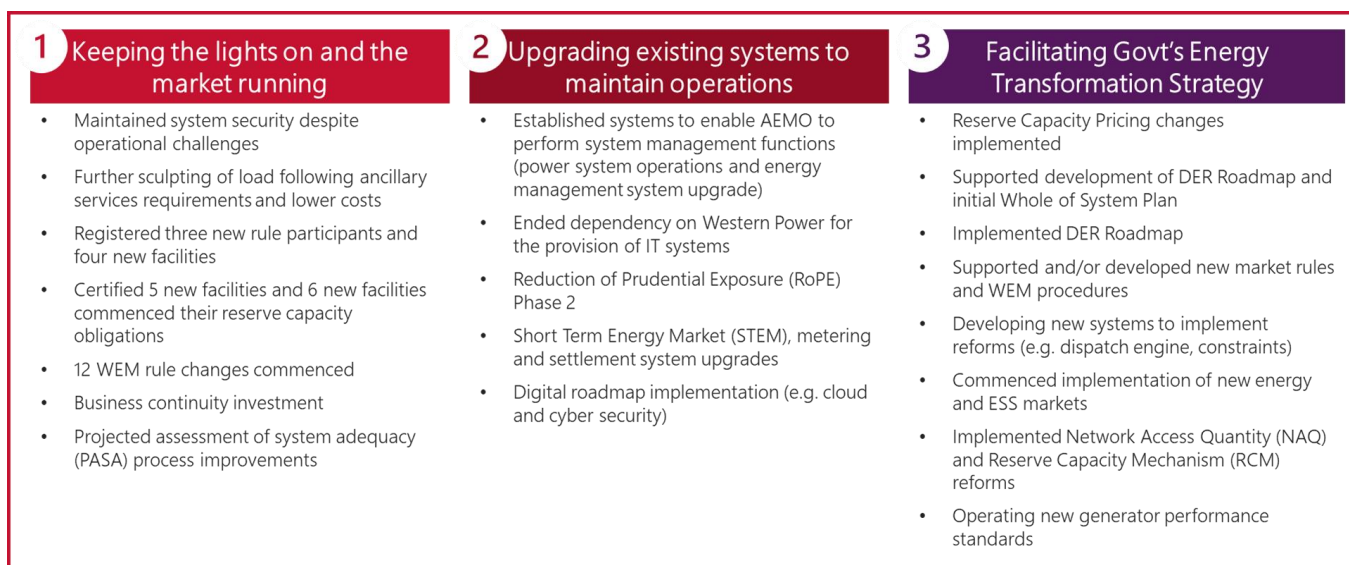 1 Keeping the lights on and the
market running
• Maintained system security despite
operational challenges
• Further sculpting of load following ancillary
services requirements and lower costs
• Registered three new rule participants and
four new facilities
• Certified 5 new facilities and 6 new facilities
commenced their reserve capacity
obligations
• 12 WEM rule changes commenced
• Business continuity investment
• Projected assessment of system adequacy
(PASA) process improvements
2 Upgrading existing systems to
maintain operations
• Established systems to enable AEMO to
perform system management functions
(power system operations and energy
management system upgrade)
• Ended dependency on Western Power for
the provision of IT systems
• Reduction of Prudential Exposure (RoPE)
Phase 2
• Short Term Energy Market (STEM), metering
and settlement system upgrades
• Digital roadmap implementation (e.g. cloud
and cyber security)
3 Facilitating Govt's Energy
Transformation Strategy
• Reserve Capacity Pricing changes
implemented
• Supported development of DER Roadmap and
initial Whole of System Plan
• Implemented DER Roadmap
• Supported and/or developed new market rules
and WEM procedures
• Developing new systems to implement
reforms (e.g. dispatch engine, constraints)
• Commenced implementation of new energy
and ESS markets
• Implemented Network Access Quantity (NAQ)
and Reserve Capacity Mechanism (RCM)
reforms
• Operating new generator performance
standards